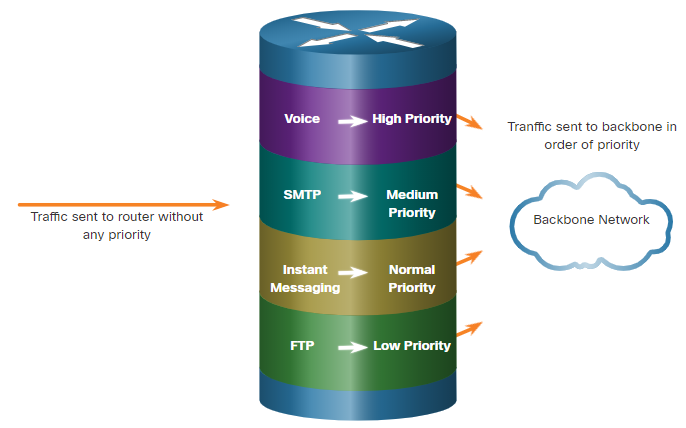 Traffic sent to router without
any priority
Voice
High Priority
SMTP
Medium
Priority
Instant
Messaging
Normal
Priority
FTP
Low Priority
Tranffic sent to backbone in
order of priority
Backbone Network